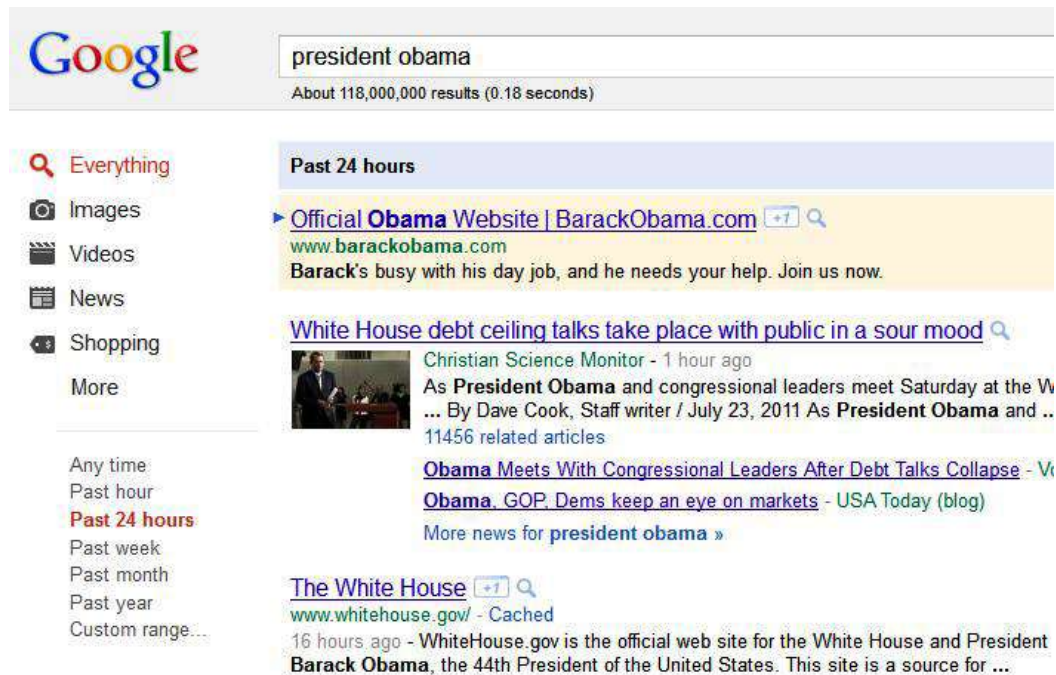 Google
president obama
About 118,000,000 results (0.18 seconds)
Everything
Images
Videos
News
Shopping
More
Any time
Past hour
Past 24 hours
Past week
Past month
Past year
Custom range...
Past 24 hours
Official Obama Website | BarackObama.com +1
www.barackobama.com
Barack's busy with his day job, and he needs your help. Join us now.
White House debt ceiling talks take place with public in a sour mood
Christian Science Monitor - 1 hour ago
As President Obama and congressional leaders meet Saturday at the
... By Dave Cook, Staff writer / July 23, 2011 As President Obama and ..
11456 related articles
Obama Meets With Congressional Leaders After Debt Talks Collapse -
Obama, GOP, Dems keep an eye on markets - USA Today (blog)
More news for president obama »
The White House +1
www.whitehouse.gov/ - Cached
16 hours ago - WhiteHouse.gov is the official web site for the White House and President
Barack Obama, the 44th President of the United States. This site is a source for ...